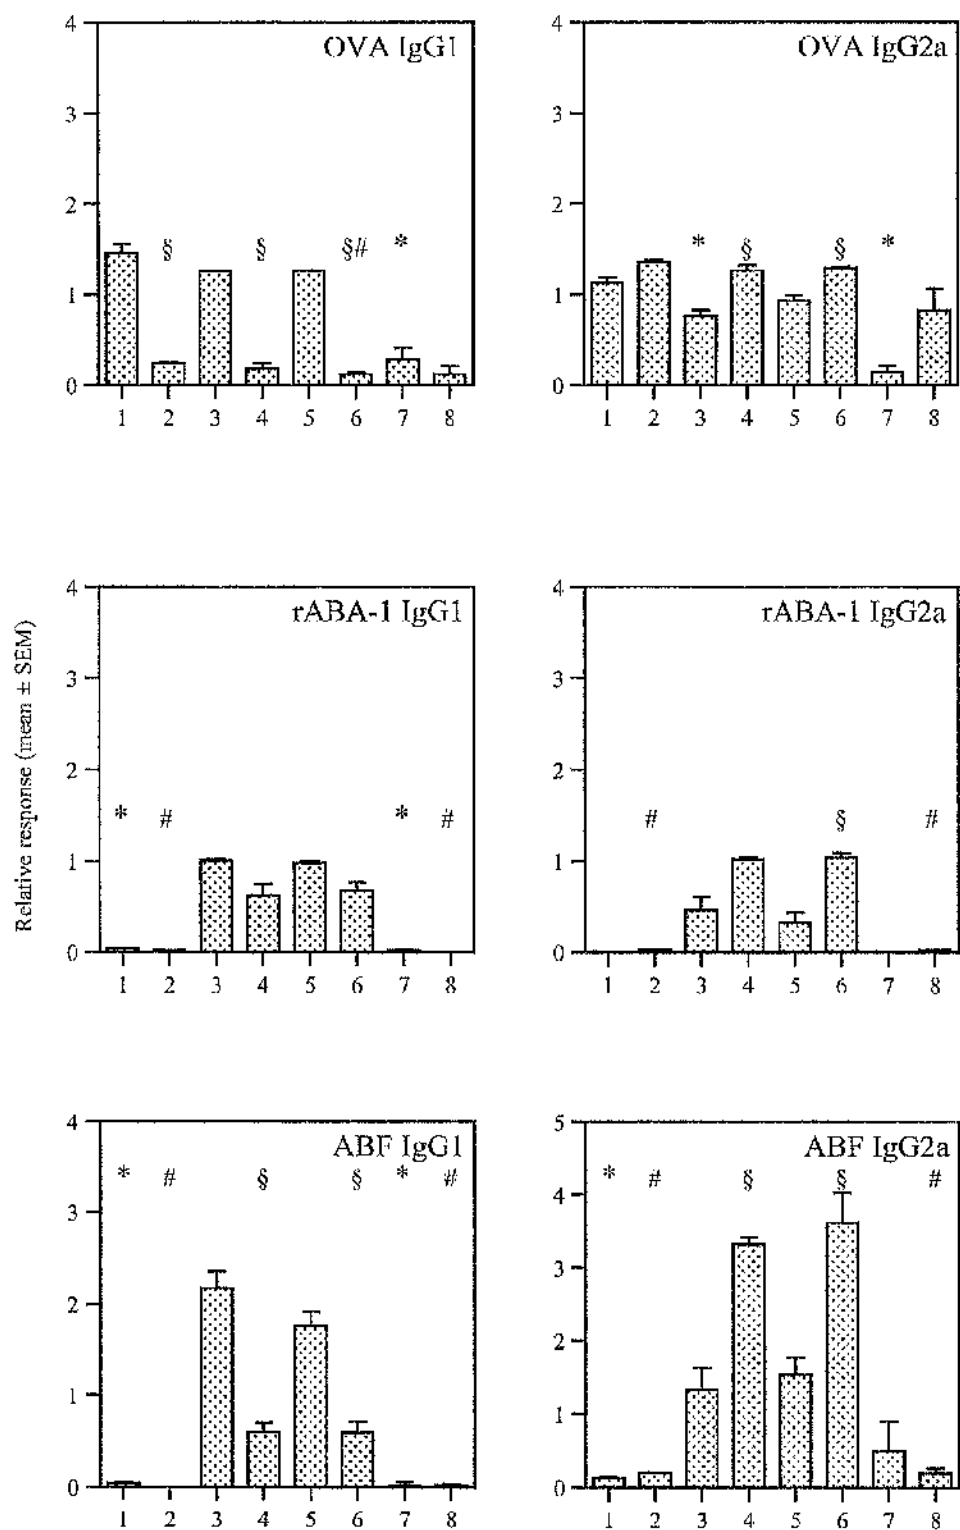 OVA IgG1
4
3
2
1
0
§ § §# *
1 2 3 4 5 6 7 8
OVA IgG2a
4
3
2
1
0
* § § *
1 2 3 4 5 6 7 8
Relative response (mean ± SEM)
rABA-1 IgG1
4
3
2
1
0
* # * #
1 2 3 4 5 6 7 8
rABA-1 IgG2a
4
3
2
1
0
# § #
1 2 3 4 5 6 7 8
ABF IgG1
4
3
2
1
0
* # § § * #
1 2 3 4 5 6 7 8
ABF IgG2a
5
4
3
2
1
0
* # § § #
1 2 3 4 5 6 7 8